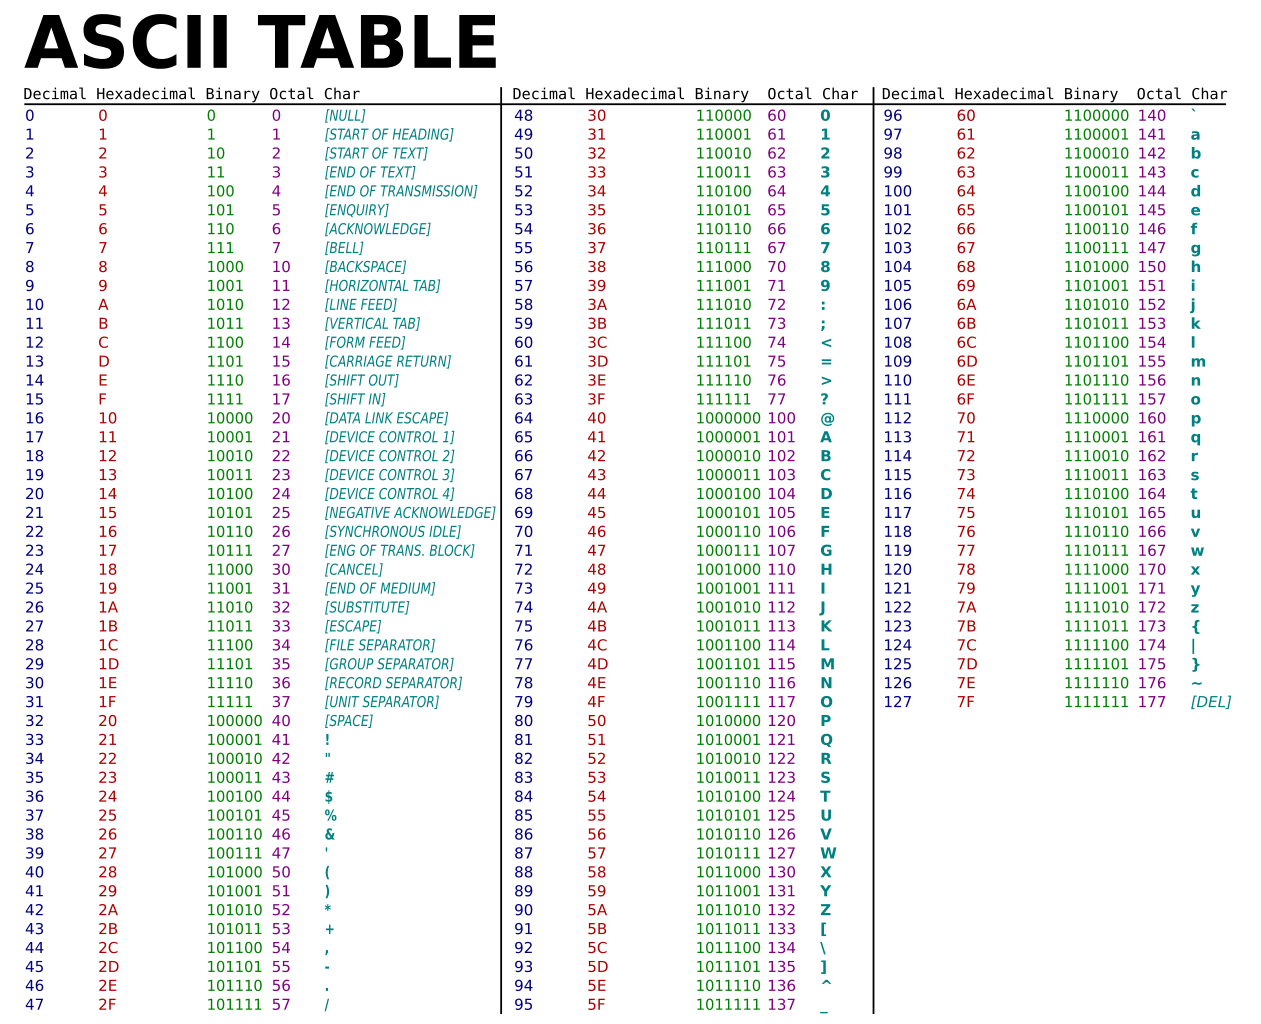 ASCII TABLE
Decimal Hexadecimal Binary Octal Char Decimal Hexadecimal Binary Octal Char Decimal Hexadecimal Binary Octal Char
0 0 0 0 [NULL] 48 30 110000 60 0 96 60 1100000 140 `
1 1 1 1 [START OF HEADING] 49 31 110001 61 1 97 61 1100001 141 a
2 2 10 2 [START OF TEXT] 50 32 110010 62 2 98 62 1100010 142 b
3 3 11 3 [END OF TEXT] 51 33 110011 63 3 99 63 1100011 143 c
4 4 100 4 [END OF TRANSMISSION] 52 34 110100 64 4 100 64 1100100 144 d
5 5 101 5 [ENQUIRY] 53 35 110101 65 5 101 65 1100101 145 e
6 6 110 6 [ACKNOWLEDGE] 54 36 110110 66 6 102 66 1100110 146 f
7 7 111 7 [BELL] 55 37 110111 67 7 103 67 1100111 147 g
8 8 1000 10 [BACKSPACE] 56 38 111000 70 8 104 68 1101000 150 h
9 9 1001 11 [HORIZONTAL TAB] 57 39 111001 71 9 105 69 1101001 151 i
10 A 1010 12 [LINE FEED] 58 3A 111010 72 : 106 6A 1101010 152 j
11 B 1011 13 [VERTICAL TAB] 59 3B 111011 73 ; 107 6B 1101011 153 k
12 C 1100 14 [FORM FEED] 60 3C 111100 74 < 108 6C 1101100 154 l
13 D 1101 15 [CARRIAGE RETURN] 61 3D 111101 75 = 109 6D 1101101 155 m
14 E 1110 16 [SHIFT OUT] 62 3E 111110 76 > 110 6E 1101110 156 n
15 F 1111 17 [SHIFT IN] 63 3F 111111 77 ? 111 6F 1101111 157 o
16 10 10000 20 [DATA LINK ESCAPE] 64 40 1000000 100 @ 112 70 1110000 160 p
17 11 10001 21 [DEVICE CONTROL 1] 65 41 1000001 101 A 113 71 1110001 161 q
18 12 10010 22 [DEVICE CONTROL 2] 66 42 1000010 102 B 114 72 1110010 162 r
19 13 10011 23 [DEVICE CONTROL 3] 67 43 1000011 103 C 115 73 1110011 163 s
20 14 10100 24 [DEVICE CONTROL 4] 68 44 1000100 104 D 116 74 1110100 164 t
21 15 10101 25 [NEGATIVE ACKNOWLEDGE] 69 45 1000101 105 E 117 75 1110101 165 u
22 16 10110 26 [SYNCHRONOUS IDLE] 70 46 1000110 106 F 118 76 1110110 166 v
23 17 10111 27 [ENG OF TRANS. BLOCK] 71 47 1000111 107 G 119 77 1110111 167 w
24 18 11000 30 [CANCEL] 72 48 1001000 110 H 120 78 1111000 170 x
25 19 11001 31 [END OF MEDIUM] 73 49 1001001 111 I 121 79 1111001 171 y
26 1A 11010 32 [SUBSTITUTE] 74 4A 1001010 112 J 122 7A 1111010 172 z
27 1B 11011 33 [ESCAPE] 75 4B 1001011 113 K 123 7B 1111011 173 {
28 1C 11100 34 [FILE SEPARATOR] 76 4C 1001100 114 L 124 7C 1111100 174 |
29 1D 11101 35 [GROUP SEPARATOR] 77 4D 1001101 115 M 125 7D 1111101 175 }
30 1E 11110 36 [RECORD SEPARATOR] 78 4E 1001110 116 N 126 7E 1111110 176 ~
31 1F 11111 37 [UNIT SEPARATOR] 79 4F 1001111 117 O 127 7F 1111111 177 [DEL]
32 20 100000 40 [SPACE] 80 50 1010000 120 P
33 21 100001 41 ! 81 51 1010001 121 Q
34 22 100010 42 " 82 52 1010010 122 R
35 23 100011 43 # 83 53 1010011 123 S
36 24 100100 44 $ 84 54 1010100 124 T
37 25 100101 45 % 85 55 1010101 125 U
38 26 100110 46 & 86 56 1010110 126 V
39 27 100111 47 ' 87 57 1010111 127 W
40 28 101000 50 ( 88 58 1011000 130 X
41 29 101001 51 ) 89 59 1011001 131 Y
42 2A 101010 52 * 90 5A 1011010 132 Z
43 2B 101011 53 + 91 5B 1011011 133 [
44 2C 101100 54 , 92 5C 1011100 134 \
45 2D 101101 55 - 93 5D 1011101 135 ]
46 2E 101110 56 . 94 5E 1011110 136 ^
47 2F 101111 57 / 95 5F 1011111 137 _